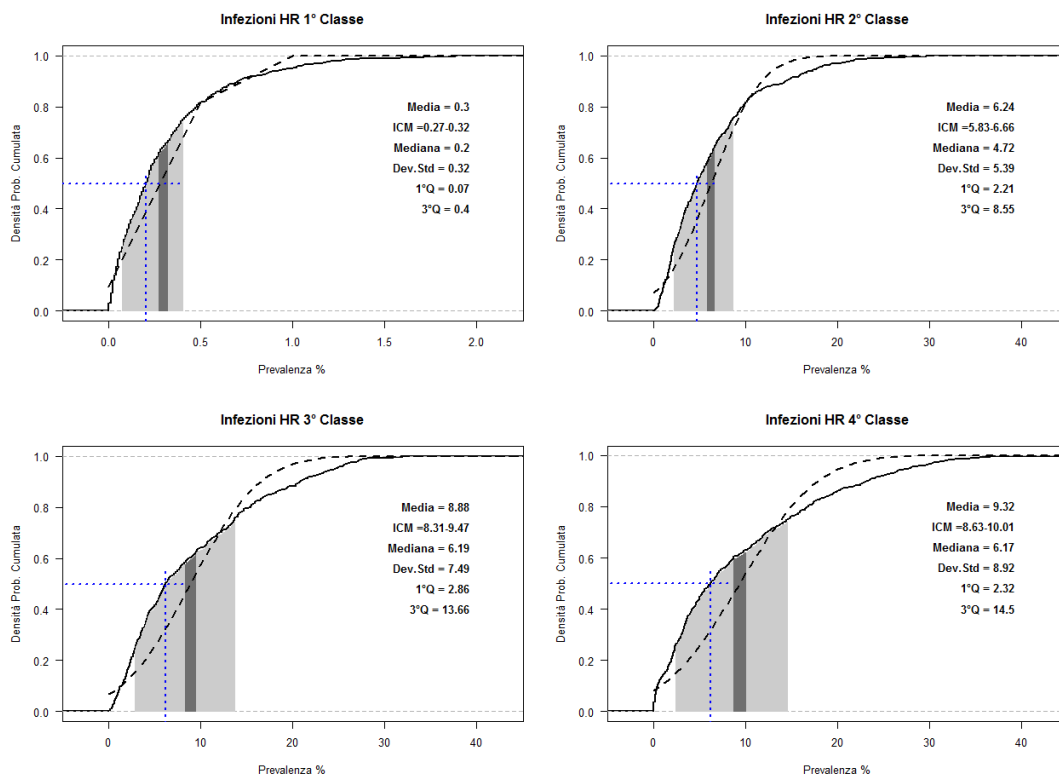 Infezioni HR 1° Classe
Densità Prob. Cumulata
1.0
0.8
0.6
0.4
0.2
0.0
Media = 0.3
ICM =0.27-0.32
Mediana = 0.2
Dev.Std = 0.32
1°Q = 0.07
3°Q = 0.4
0.0 0.5 1.0 1.5 2.0
Prevalenza %
Infezioni HR 2° Classe
Densità Prob. Cumulata
1.0
0.8
0.6
0.4
0.2
0.0
Media = 6.24
ICM =5.83-6.66
Mediana = 4.72
Dev.Std = 5.39
1°Q = 2.21
3°Q = 8.55
0 10 20 30 40
Prevalenza %
Infezioni HR 3° Classe
Densità Prob. Cumulata
1.0
0.8
0.6
0.4
0.2
0.0
Media = 8.88
ICM =8.31-9.47
Mediana = 6.19
Dev.Std = 7.49
1°Q = 2.86
3°Q = 13.66
0 10 20 30 40
Prevalenza %
Infezioni HR 4° Classe
Densità Prob. Cumulata
1.0
0.8
0.6
0.4
0.2
0.0
Media = 9.32
ICM =8.63-10.01
Mediana = 6.17
Dev.Std = 8.92
1°Q = 2.32
3°Q = 14.5
0 10 20 30 40
Prevalenza %